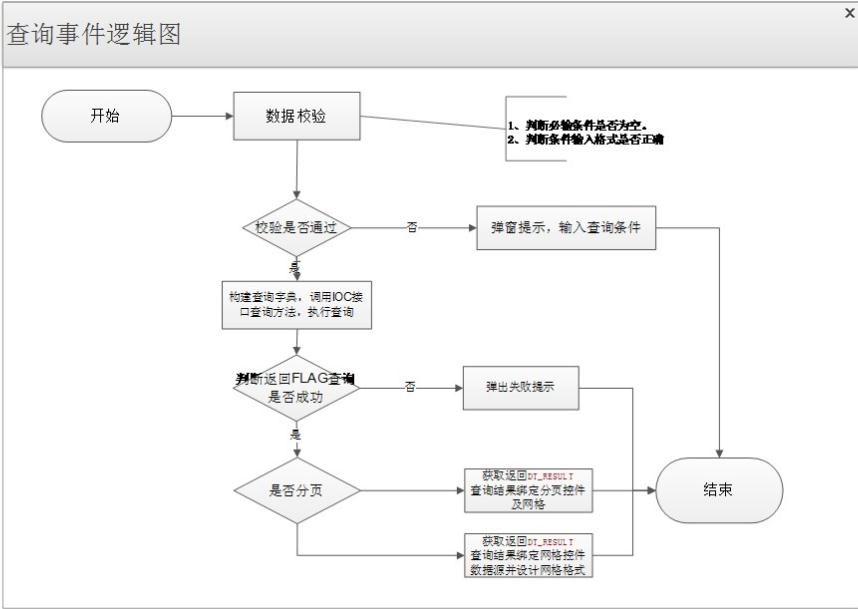 查询事件逻辑图
x
开始
数据校验
1、判断必输条件是否为空。
2、判断条件输入格式是否正确
校验是否通过
否
弹窗提示，输入查询条件
是
构建查询字典，调用IOC接
口查询方法，执行查询
判断返回FLAG查询
是否成功
否
弹出失败提示
是
是否分页
获取返回DT_RESULT
查询结果绑定分页控件
及网格
结束
获取返回DT_RESULT
查询结果绑定网格控件
数据源并设计网格格式